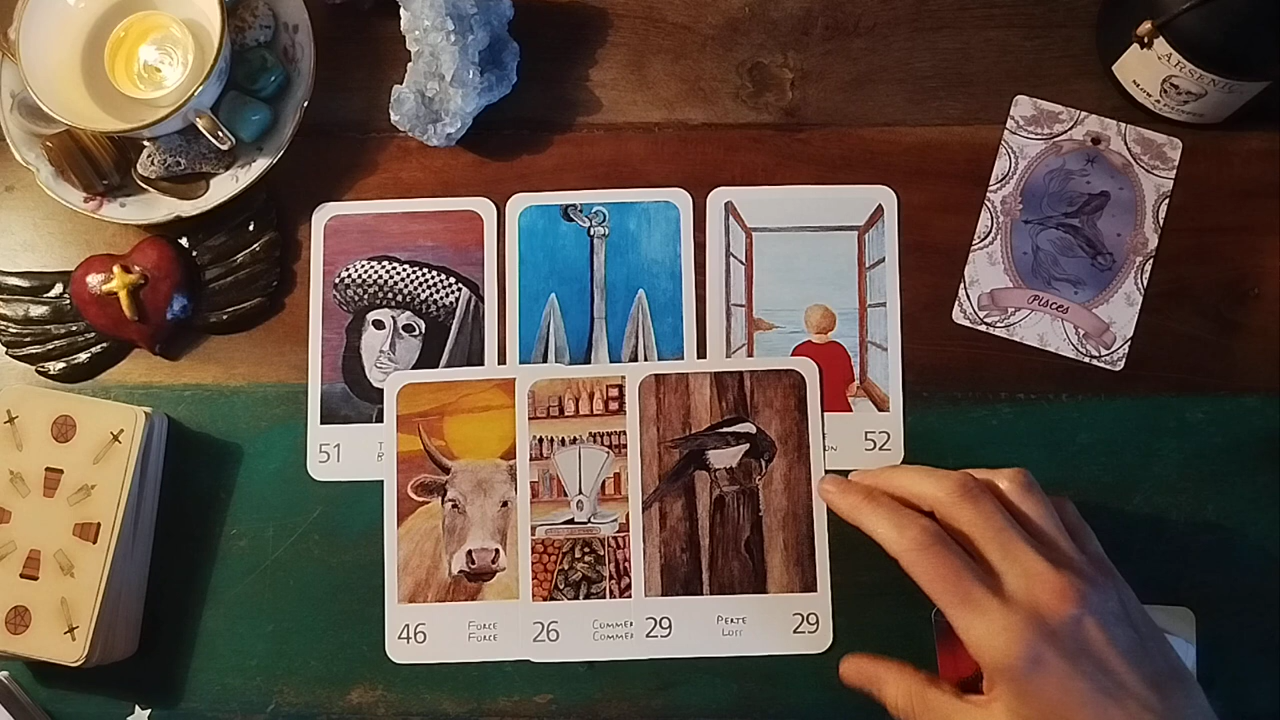 ARSENIC
Pisces
51
52
46
FORCE
FORCE
26
COMMER
COMMER
29
PERTE
LOSS
29